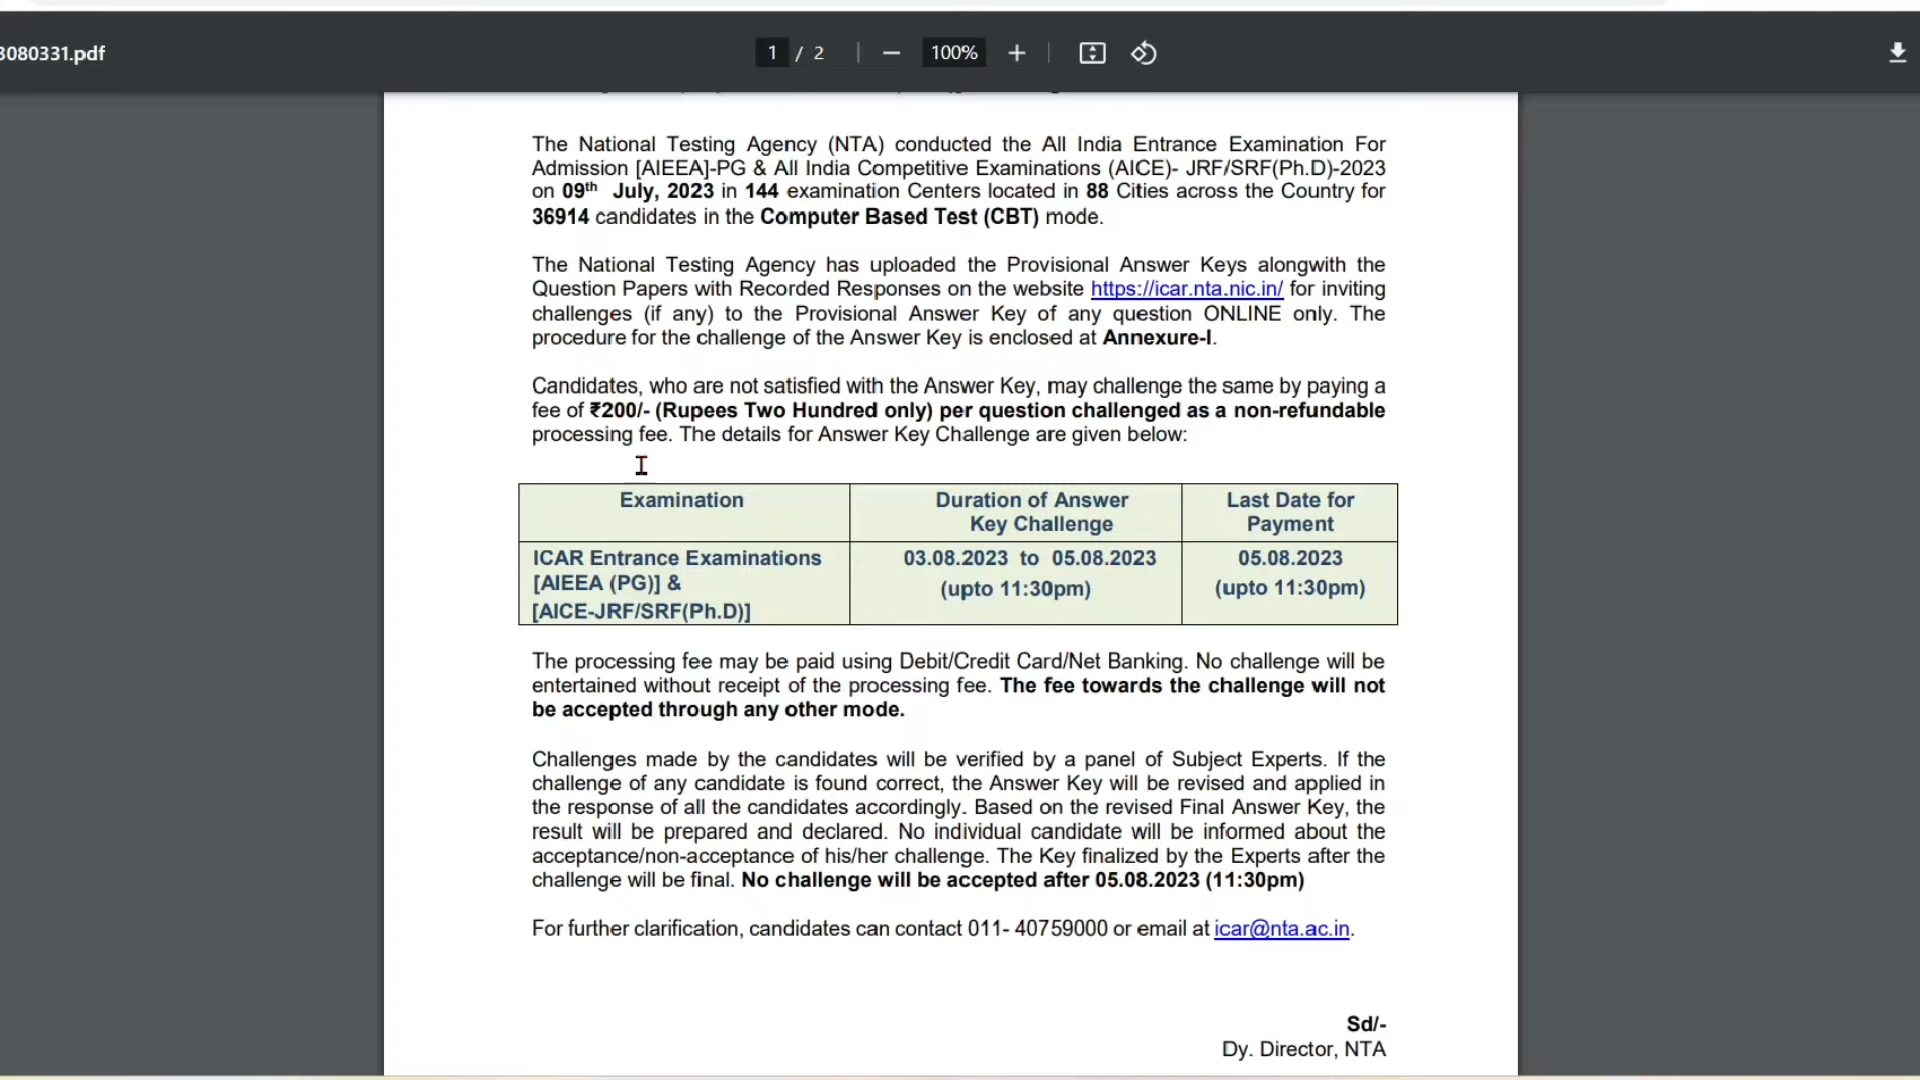 3080331.pdf
1 / 2
100%
The National Testing Agency (NTA) conducted the All India Entrance Examination For
Admission [AIEEA]-PG & All India Competitive Examinations (AICE)- JRF/SRF(Ph.D)-2023
on 09th July, 2023 in 144 examination Centers located in 88 Cities across the Country for
36914 candidates in the Computer Based Test (CBT) mode.
The National Testing Agency has uploaded the Provisional Answer Keys alongwith the
Question Papers with Recorded Responses on the website https://icar.nta.nic.in/ for inviting
challenges (if any) to the Provisional Answer Key of any question ONLINE only. The
procedure for the challenge of the Answer Key is enclosed at Annexure-I.
Candidates, who are not satisfied with the Answer Key, may challenge the same by paying a
fee of ₹200/- (Rupees Two Hundred only) per question challenged as a non-refundable
processing fee. The details for Answer Key Challenge are given below:
Examination
Duration of Answer
Key Challenge
Last Date for
Payment
ICAR Entrance Examinations
[AIEEA (PG)] &
[AICE-JRF/SRF(Ph.D)]
03.08.2023 to 05.08.2023
(upto 11:30pm)
05.08.2023
(upto 11:30pm)
The processing fee may be paid using Debit/Credit Card/Net Banking. No challenge will be
entertained without receipt of the processing fee. The fee towards the challenge will not
be accepted through any other mode.
Challenges made by the candidates will be verified by a panel of Subject Experts. If the
challenge of any candidate is found correct, the Answer Key will be revised and applied in
the response of all the candidates accordingly. Based on the revised Final Answer Key, the
result will be prepared and declared. No individual candidate will be informed about the
acceptance/non-acceptance of his/her challenge. The Key finalized by the Experts after the
challenge will be final. No challenge will be accepted after 05.08.2023 (11:30pm)
For further clarification, candidates can contact 011- 40759000 or email at icar@nta.ac.in.
Sd/-
Dy. Director, NTA